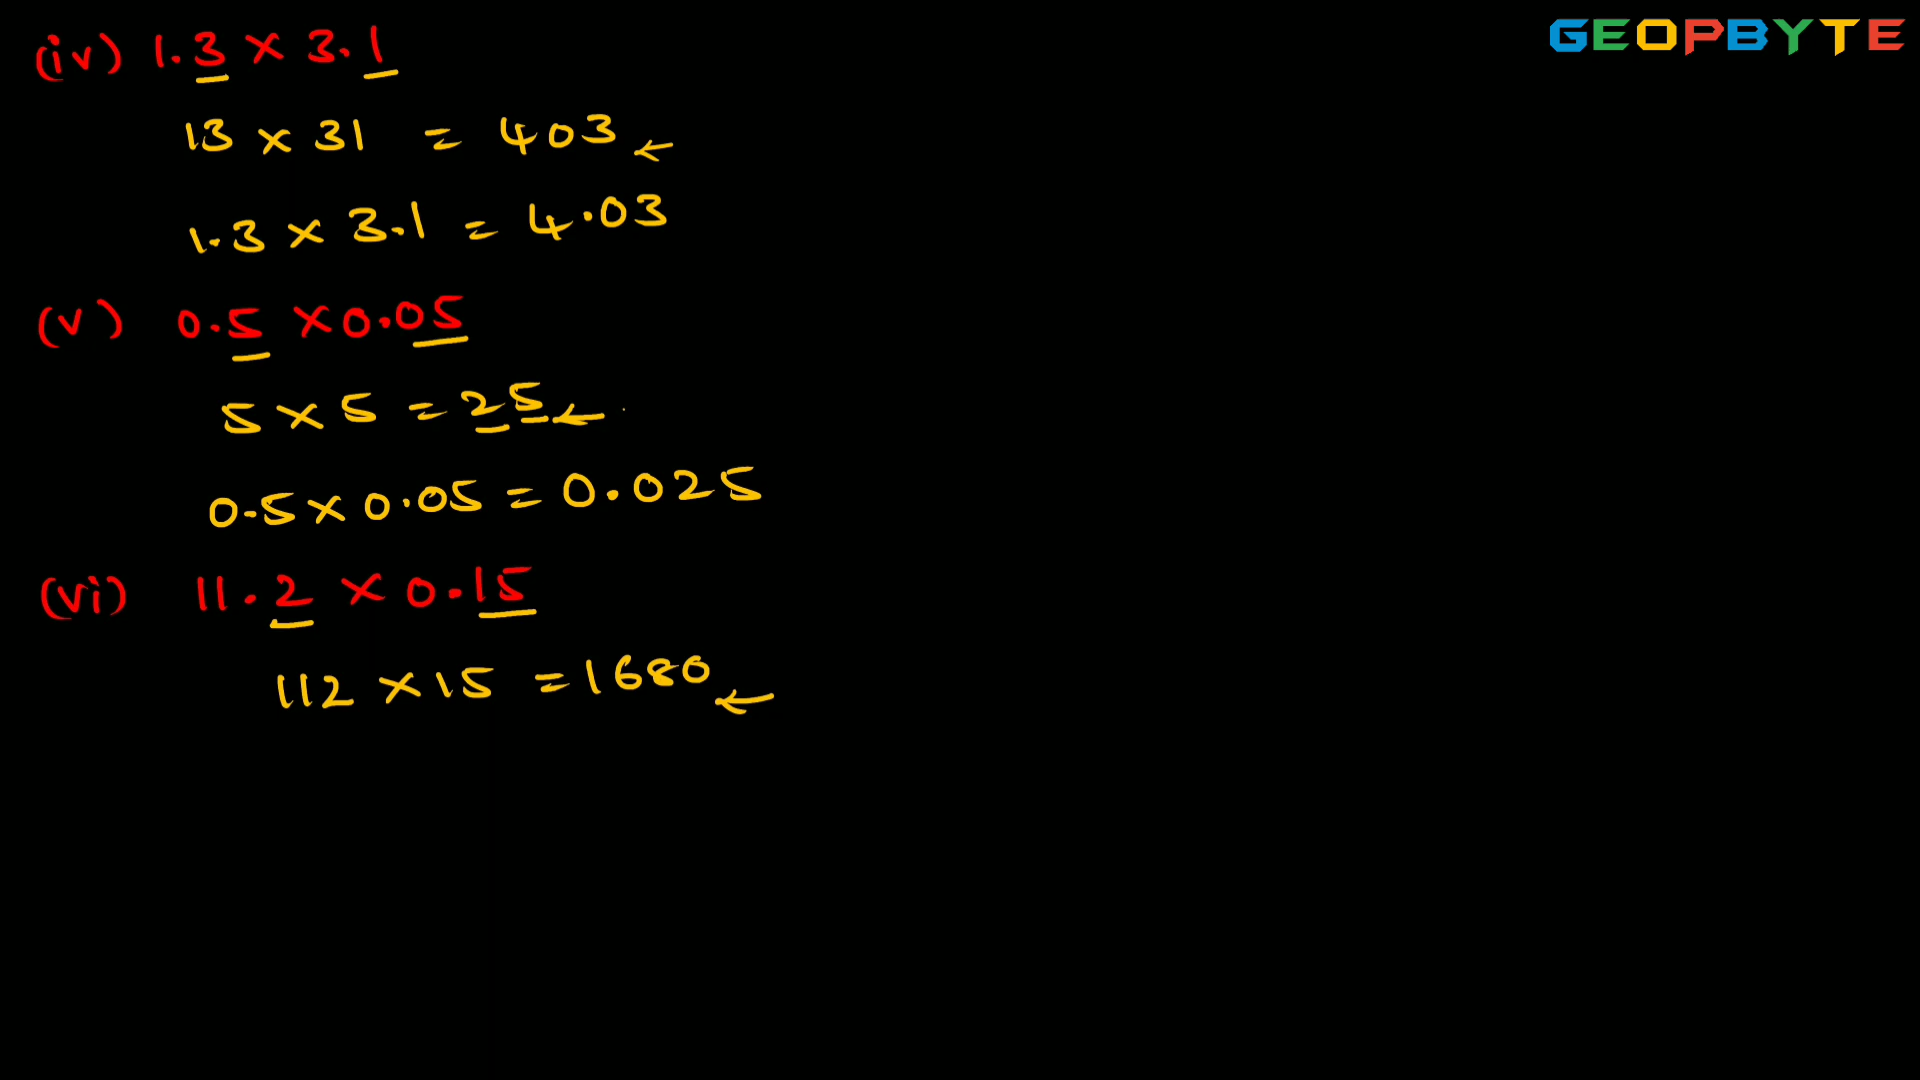 GEOPBYTE
(iv) 1.3 × 3.1
13 × 31 = 403 ←
1.3 × 3.1 = 4.03
(v) 0.5 × 0.05
5 × 5 = 25 ←
0.5 × 0.05 = 0.025
(vi) 11.2 × 0.15
112 × 15 = 1680 ←